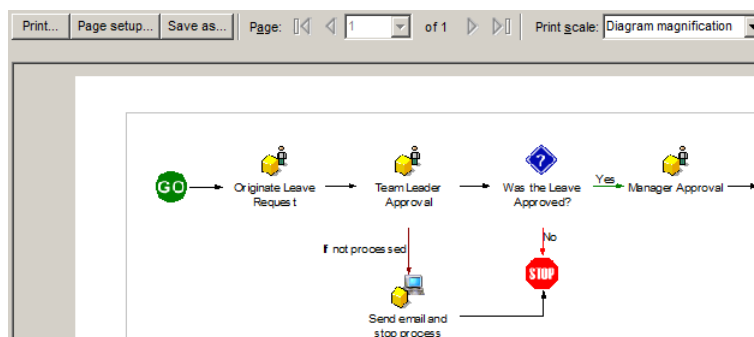 Print... Page setup... Save as... Page: 1 of 1 Print scale: Diagram magnification
GO
Originate Leave
Request
Team Leader
Approval
?
Was the Leave
Approved?
Yes
Manager Approval
If not processed
No
STOP
Send email and
stop process